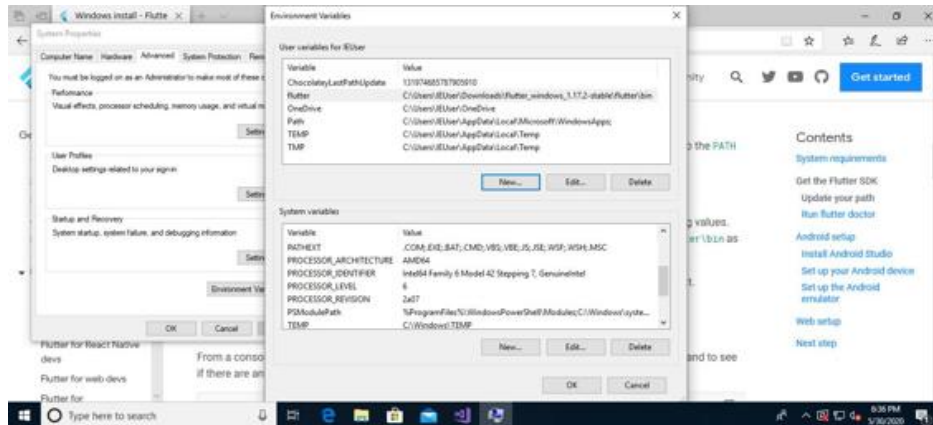 Windows install - Flutte
System Properties
Computer Name Hardware Advanced System Protection Rem
You must be logged on as an Administrator to make most of these c
Performance
Visual effects, processor scheduling, memory usage, and virtual m
Settin
User Profiles
Desktop settings related to your sign-in
Settin
Startup and Recovery
System startup, system failure, and debugging information
Settin
Environment Va
OK Cancel
Environment Variables
User variables for IEUser
Variable Value
ChocolateyLastPathUpdate
flutter C:\Users\IEUser\Downloads\flutter_windows_1.17.2-stable\flutter\bin
OneDrive C:\Users\IEUser\OneDrive
Path C:\Users\IEUser\AppData\Local\Microsoft\WindowsApps;
TEMP C:\Users\IEUser\AppData\Local\Temp
TMP C:\Users\IEUser\AppData\Local\Temp
New... Edit... Delete
System variables
Variable Value
PATHEXT .COM;.EXE;.BAT;.CMD;.VBS;.VBE;.JS;.JSE;.WSF;.WSH;.MSC
PROCESSOR_ARCHITECTURE AMD64
PROCESSOR_IDENTIFIER Intel64 Family 6 Model 42 Stepping 7, GenuineIntel
PROCESSOR_LEVEL 6
PROCESSOR_REVISION 2a07
PSModulePath %ProgramFiles%\WindowsPowerShell\Modules;C:\Windows\syste...
TEMP C:\Windows\TEMP
New... Edit... Delete
OK Cancel
nity Get started
o the PATH
g values.
er\bin as
Contents
System requirements
Get the Flutter SDK
Update your path
Run flutter doctor
Android setup
Install Android Studio
Set up your Android device
Set up the Android
emulator
Web setup
Next step
Flutter for React Native
devs
Flutter for web devs
Flutter for
From a conso
and to see
if there are an
Type here to search
6:36 PM
5/30/2020